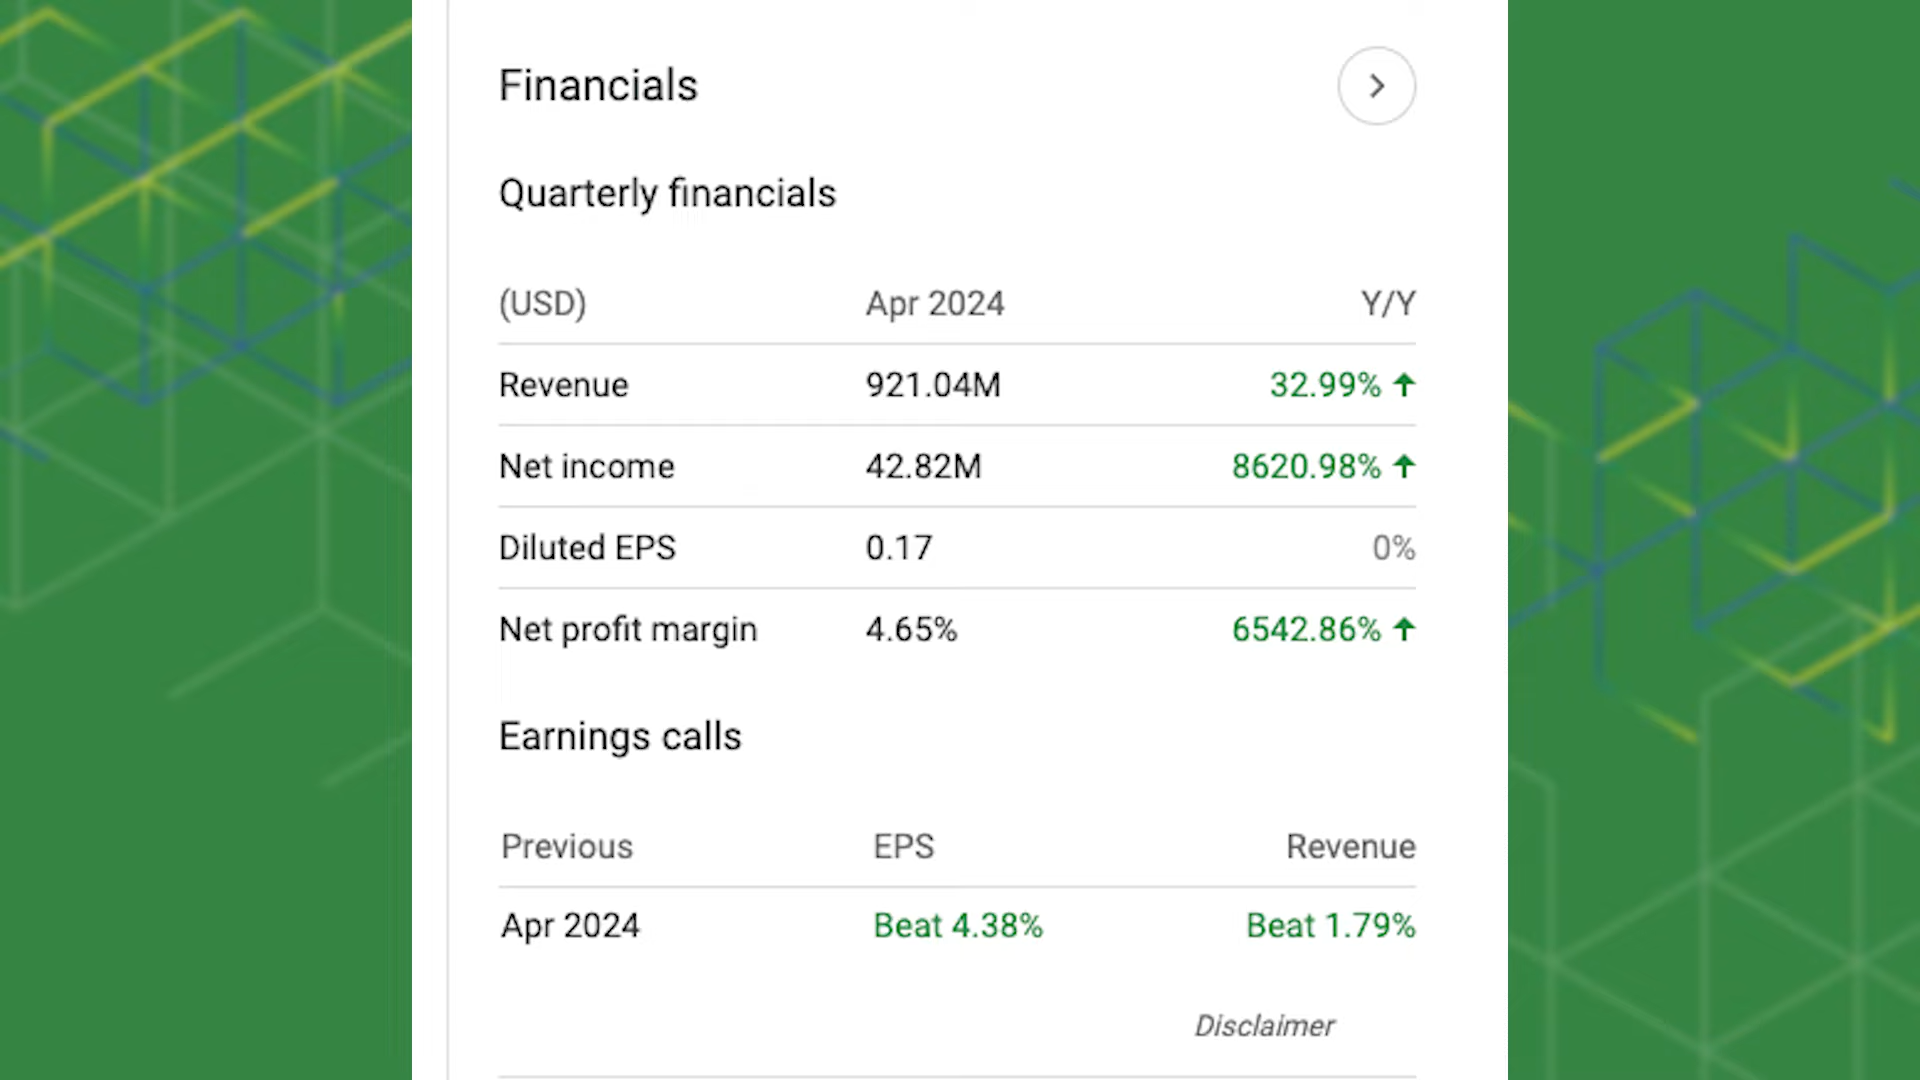 Financials
Quarterly financials
(USD) Apr 2024 Y/Y
Revenue 921.04M 32.99% ↑
Net income 42.82M 8620.98% ↑
Diluted EPS 0.17 0%
Net profit margin 4.65% 6542.86% ↑
Earnings calls
Previous EPS Revenue
Apr 2024 Beat 4.38% Beat 1.79%
Disclaimer